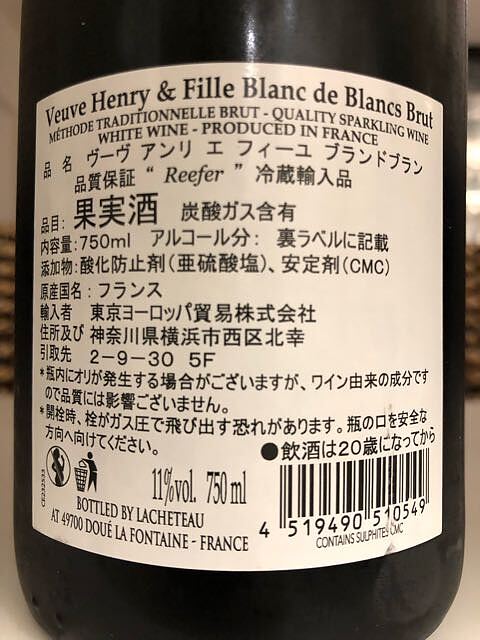 Veuve Henry & Fille Blanc de Blancs Brut
MÉTHODE TRADITIONNELLE BRUT - QUALITY SPARKLING WINE
WHITE WINE - PRODUCED IN FRANCE
品 名 ヴーヴ アンリ エ フィーユ ブランドブラン
品質保証 “ Reefer ” 冷蔵輸入品
品目: 果実酒 炭酸ガス含有
内容量:750ml アルコール分: 裏ラベルに記載
添加物:酸化防止剤(亜硫酸塩)、安定剤(CMC)
原産国名:フランス
輸入者 東京ヨーロッパ貿易株式会社
住所及び 神奈川県横浜市西区北幸
引取先 2-9-30 5F
*瓶内にオリが発生する場合がございますが、ワイン由来の成分です
ので品質には影響ございません。
*開栓時、栓がガス圧で飛び出す恐れがあります。瓶の口を安全な
方向へ向けてください。
●飲酒は20歳になってから
11%vol. 750 ml
BOTTLED BY LACHETEAU
AT 49700 DOUÉ LA FONTAINE - FRANCE
4 519490 510549
CONTAINS SULPHITES CMC